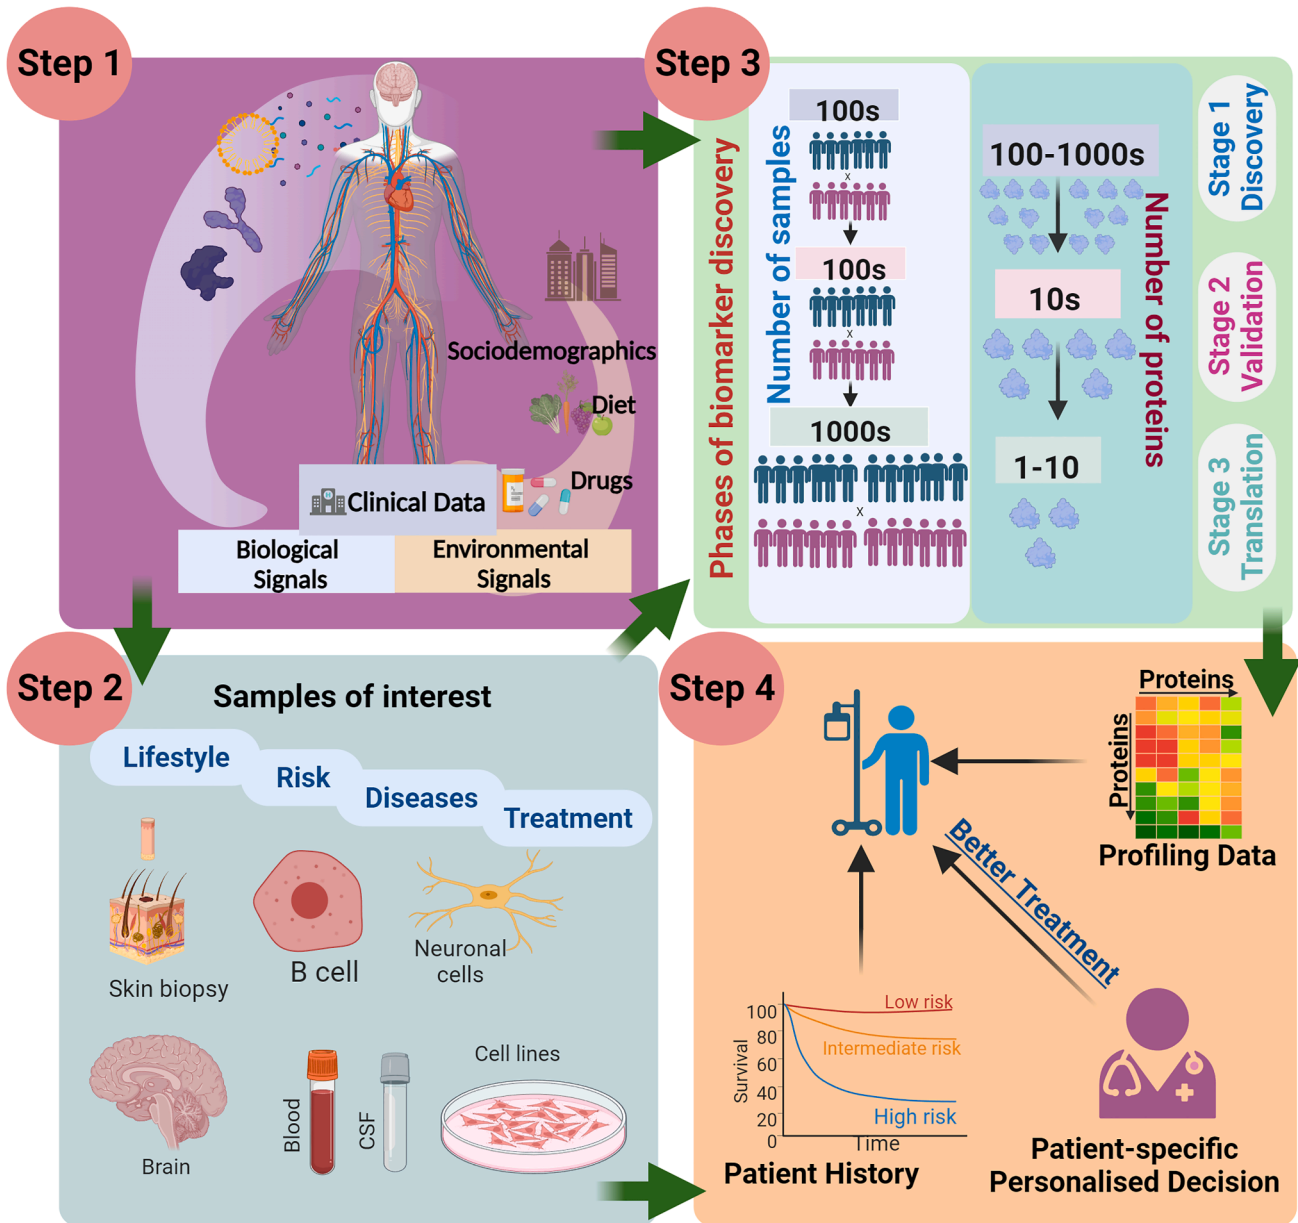 Step 1
Sociodemographics
Diet
Drugs
Clinical Data
Biological
Signals
Environmental
Signals
Step 2
Samples of interest
Lifestyle
Risk
Diseases
Treatment
Skin biopsy
B cell
Neuronal
cells
Brain
Blood
CSF
Cell lines
Step 3
Phases of biomarker discovery
Number of samples
100s
x
100s
x
1000s
x
100-1000s
10s
1-10
Number of proteins
Stage 1
Discovery
Stage 2
Validation
Stage 3
Translation
Step 4
Proteins
Proteins
Profiling Data
Better Treatment
Survival
100
80
60
40
20
0
Low risk
Intermediate risk
High risk
Time
Patient History
Patient-specific
Personalised Decision